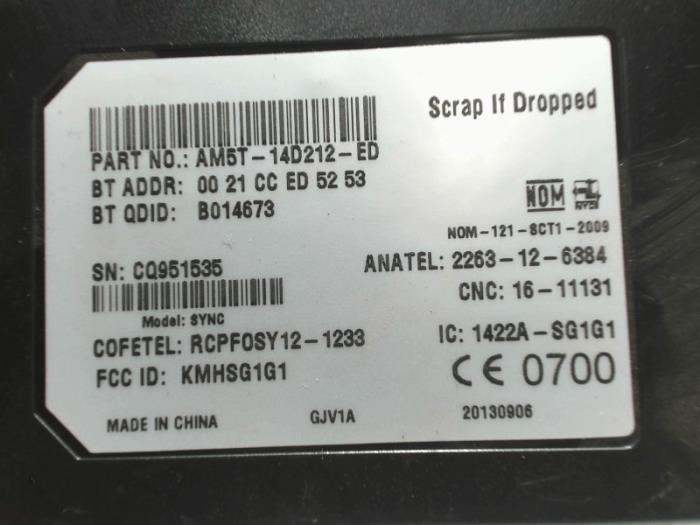 Scrap If Dropped
PART NO.: AM5T-14D212-ED
BT ADDR: 00 21 CC ED 52 53
BT QDID: B014673
NOM
NOM-121-SCT1-2009
SN: CQ951535
ANATEL: 2263-12-6384
CNC: 16-11131
Model: SYNC
COFETEL: RCPFOSY12-1233
IC: 1422A-SG1G1
FCC ID: KMHSG1G1
CE 0700
MADE IN CHINA GJV1A 20130906